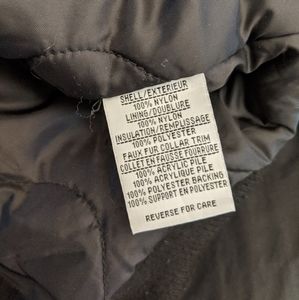 SHELL/EXTERIEUR
100% NYLON
LINING/DOUBLURE
100% NYLON
INSULATION/REMPLISSAGE
100% POLYESTER
FAUX FUR COLLAR TRIM
COLLET EN FAUSSE FOURRURE
100% ACRYLIC PILE
100% ACRYLIQUE PILE
100% POLYESTER BACKING
100% SUPPORT EN POLYESTER
REVERSE FOR CARE